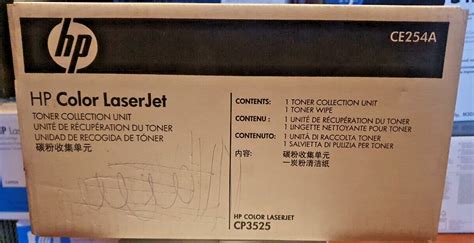 hp
CE254A
HP Color LaserJet
TONER COLLECTION UNIT
UNITÉ DE RÉCUPÉRATION DU TONER
UNIDAD DE RECOGIDA DE TÓNER
碳粉收集单元
CONTENTS: 1 TONER COLLECTION UNIT
1 TONER WIPE
CONTENU : 1 UNITÉ DE RÉCUPÉRATION DU TONER
1 LINGETTE NETTOYANTE POUR TONER
CONTENUTO: 1 UNITÀ DI RACCOLTA TONER
1 SALVIETTA DI PULIZIA PER TONER
内容: 碳粉收集单元
一炭粉清洁纸
HP COLOR LASERJET
CP3525